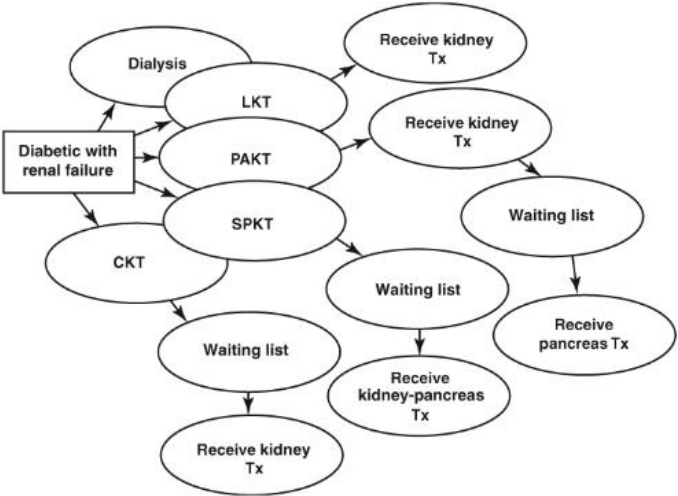 Receive kidney
Tx
Dialysis
LKT
Receive kidney
Tx
Diabetic with
renal failure
PAKT
Waiting list
SPKT
CKT
Waiting list
Receive
pancreas Tx
Waiting list
Receive
kidney-pancreas
Tx
Receive kidney
Tx